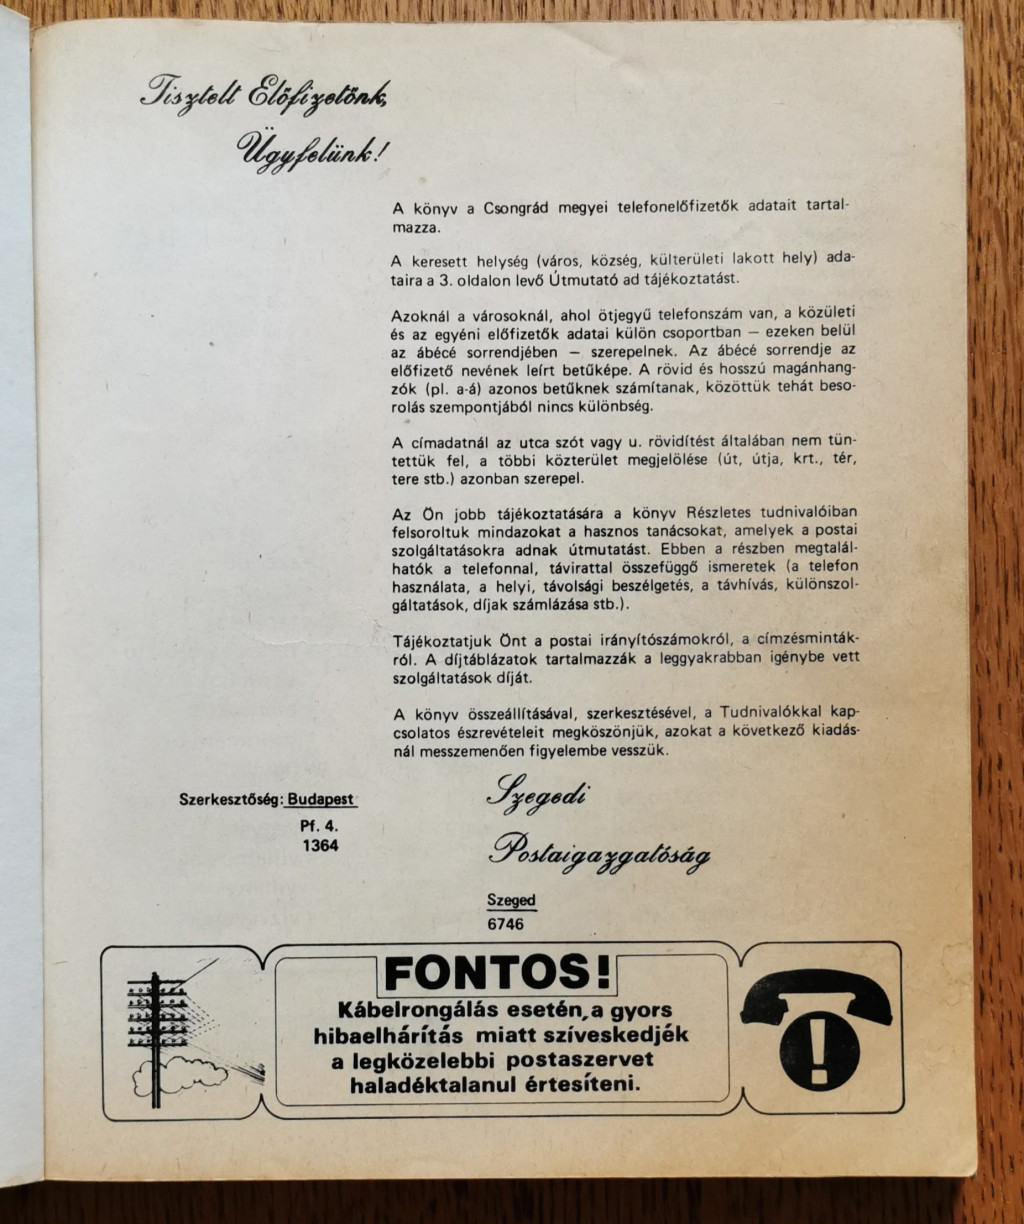 Tisztelt Előfizetőnk,
Ügyfelünk!
A könyv a Csongrád megyei telefonelőfizetők adatait tartal-
mazza.
A keresett helység (város, község, külterületi lakott hely) ada-
taira a 3. oldalon levő Útmutató ad tájékoztatást.
Azoknál a városoknál, ahol ötjegyű telefonszám van, a közületi
és az egyéni előfizetők adatai külön csoportban — ezeken belül
az ábécé sorrendjében — szerepelnek. Az ábécé sorrendje az
előfizető nevének leírt betűképe. A rövid és hosszú magánhang-
zók (pl. a-á) azonos betűknek számítanak, közöttük tehát beso-
rolás szempontjából nincs különbség.
A címadatnál az utca szót vagy u. rövidítést általában nem tün-
tettük fel, a többi közterület megjelölése (út, útja, krt., tér,
tere stb.) azonban szerepel.
Az Ön jobb tájékoztatására a könyv Részletes tudnivalóiban
felsoroltuk mindazokat a hasznos tanácsokat, amelyek a postai
szolgáltatásokra adnak útmutatást. Ebben a részben megtalál-
hatók a telefonnal, távirattal összefüggő ismeretek (a telefon
használata, a helyi, távolsági beszélgetés, a távhívás, különszol-
gáltatások, díjak számlázása stb.).
Tájékoztatjuk Önt a postai irányítószámokról, a címzésminták-
ról. A díjtáblázatok tartalmazzák a leggyakrabban igénybe vett
szolgáltatások díját.
A könyv összeállításával, szerkesztésével, a Tudnivalókkal kap-
csolatos észrevételeit megköszönjük, azokat a következő kiadás-
nál messzemenően figyelembe vesszük.
Szerkesztőség: Budapest
Pf. 4.
1364
Szegedi
Postaigazgatóság
Szeged
6746
FONTOS!
Kábelrongálás esetén, a gyors
hibaelhárítás miatt szíveskedjék
a legközelebbi postaszervet
haladéktalanul értesíteni.
!